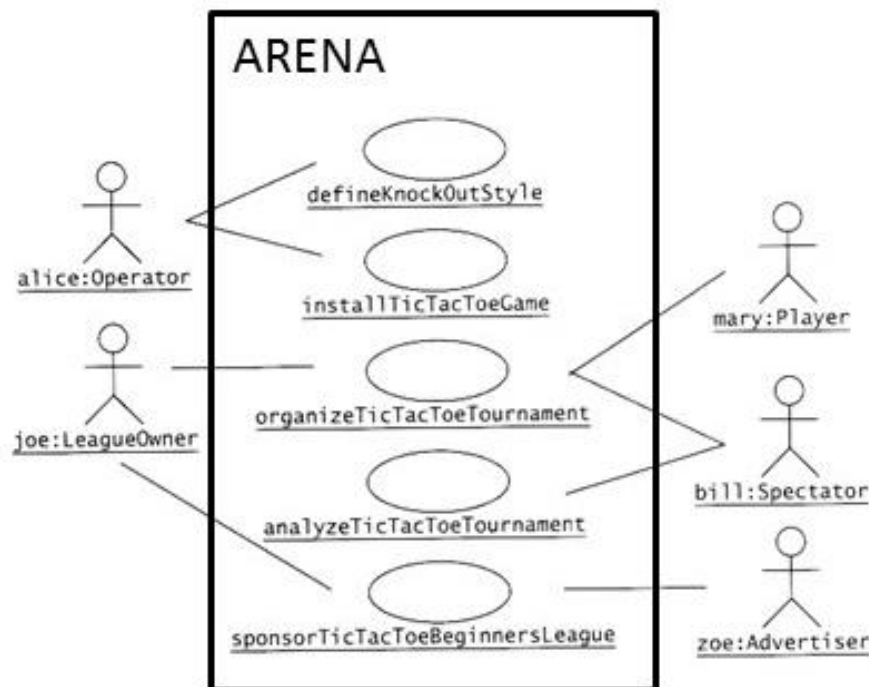 ARENA
defineKnockOutStyle
alice:Operator
installTicTacToeGame
mary:Player
organizeTicTacToeTournament
joe:LeagueOwner
bill:Spectator
analyzeTicTacToeTournament
sponsorTicTacToeBeginnersLeague
zoe:Advertiser